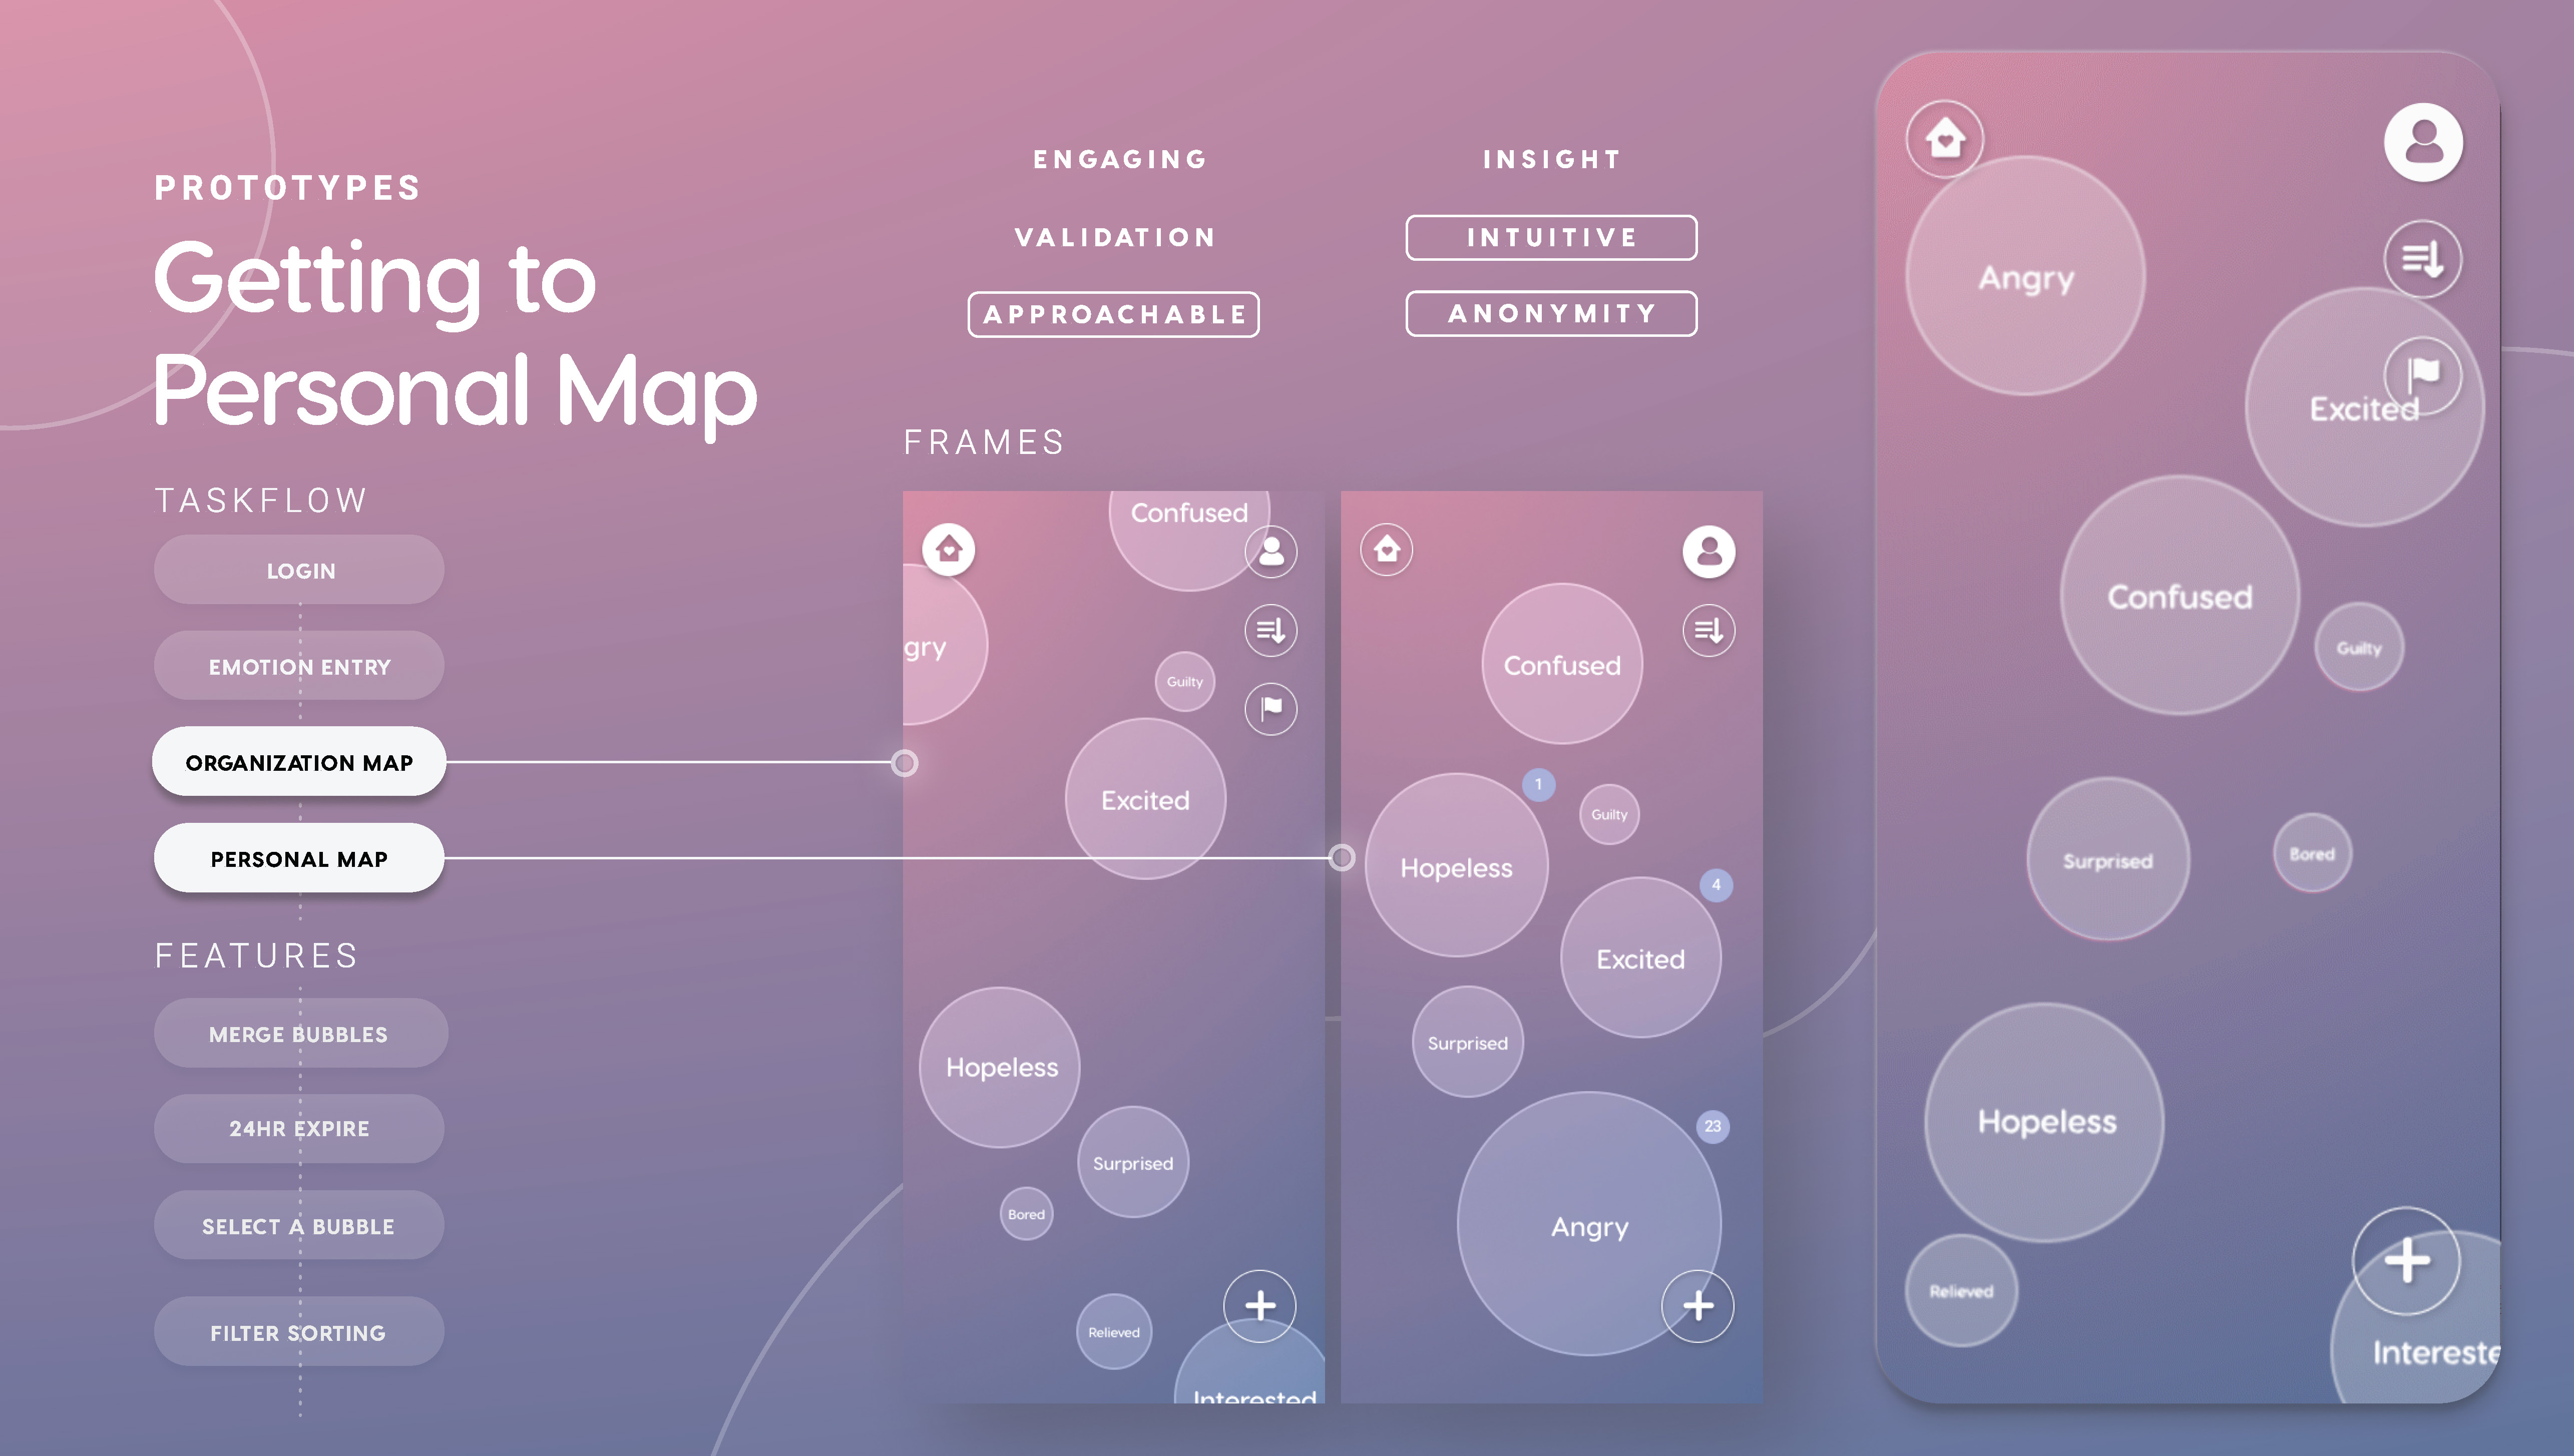 PROTOTYPES
Getting to
Personal Map
TASKFLOW
LOGIN
EMOTION ENTRY
ORGANIZATION MAP
PERSONAL MAP
FEATURES
MERGE BUBBLES
24HR EXPIRE
SELECT A BUBBLE
FILTER SORTING
ENGAGING
VALIDATION
APPROACHABLE
INSIGHT
INTUITIVE
ANONYMITY
FRAMES
Confused
gry
Guilty
Excited
Hopeless
Surprised
Bored
Relieved
Interested
Confused
1
Guilty
Hopeless
4
Excited
Surprised
23
Angry
Angry
Excited
Confused
Guilty
Surprised
Bored
Hopeless
Relieved
Intereste